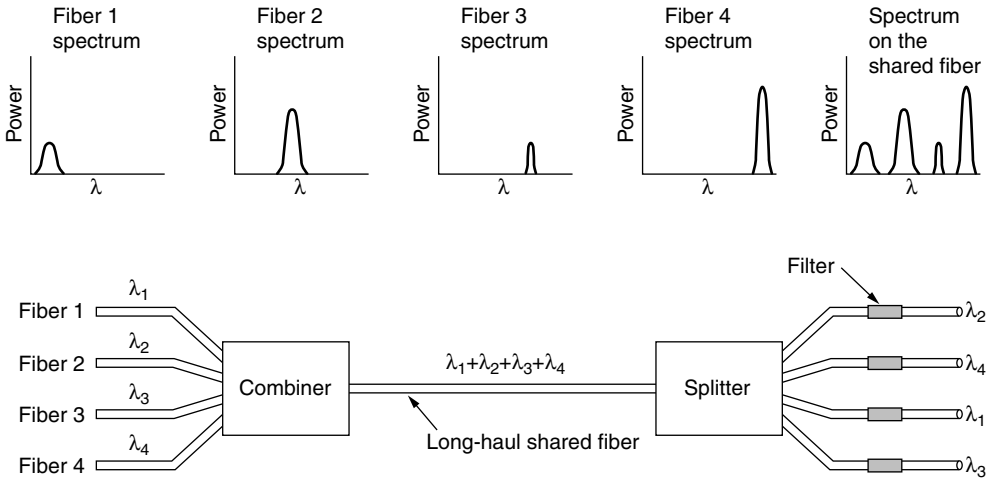 Fiber 1
spectrum
Power
λ
Fiber 2
spectrum
Power
λ
Fiber 3
spectrum
Power
λ
Fiber 4
spectrum
Power
λ
Spectrum
on the
shared fiber
Power
λ
Filter
Fiber 1
λ1
Fiber 2
λ2
Fiber 3
λ3
Fiber 4
λ4
Combiner
λ1+λ2+λ3+λ4
Long-haul shared fiber
Splitter
λ2
λ4
λ1
λ3